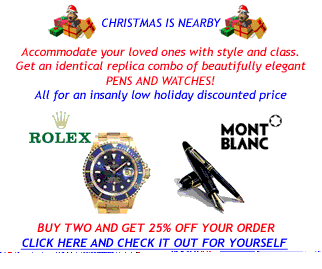 CHRISTMAS IS NEARBY
Accommodate your loved ones with style and class.
Get an identical replica combo of beautifully elegant
PENS AND WATCHES!
All for an insanly low holiday discounted price
ROLEX
MONT
BLANC
BUY TWO AND GET 25% OFF YOUR ORDER
CLICK HERE AND CHECK IT OUT FOR YOURSELF